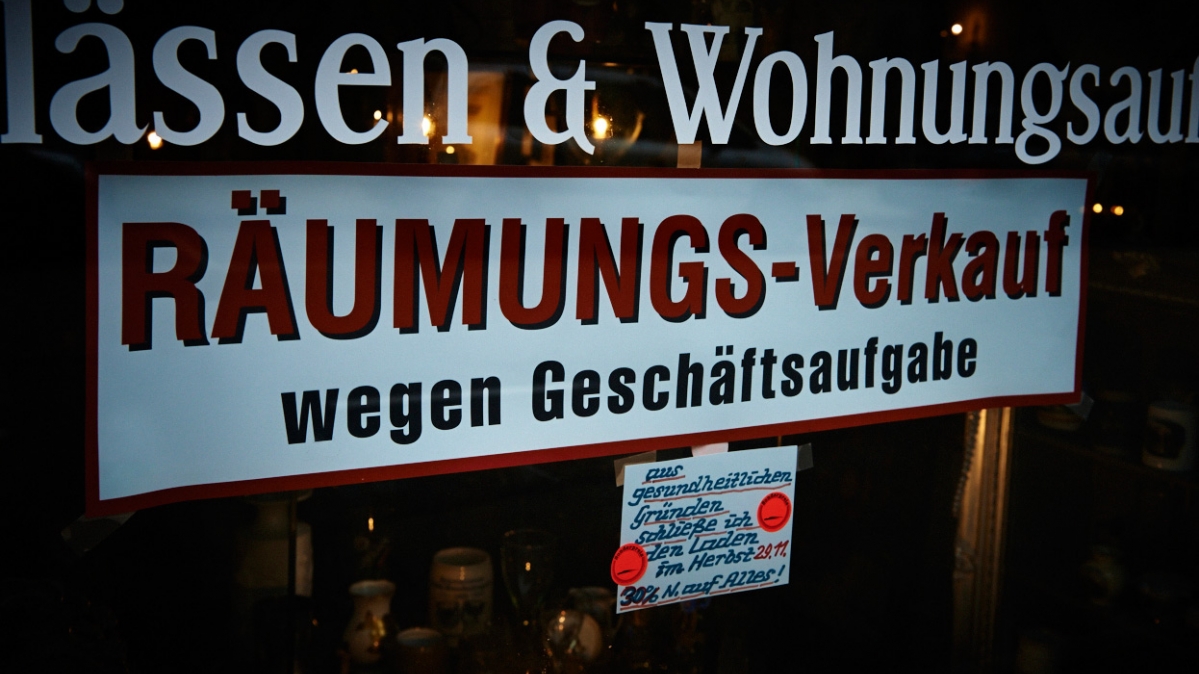 lässen & Wohnungsauf
RÄUMUNGS-Verkauf
wegen Geschäftsaufgabe
aus
gesundheitlichen
Gründen
schließe ich
den Laden
im Herbst 29.11.
30% N. auf Alles!